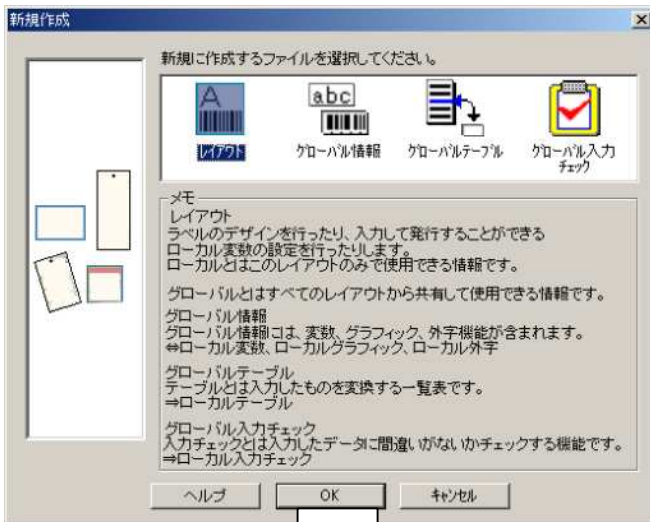 新規作成
新規に作成するファイルを選択してください。
A
abc
レイアウト
グローバル情報
グローバルテーブル
グローバル入力
チェック
メモ
レイアウト
ラベルのデザインを行ったり、入力して発行することができる
ローカル変数の設定を行ったりします。
ローカルとはこのレイアウトのみで使用できる情報です。
グローバルとはすべてのレイアウトから共有して使用できる情報です。
グローバル情報
グローバル情報には、変数、グラフィック、外字機能が含まれます。
⇔ローカル変数、ローカルグラフィック、ローカル外字
グローバルテーブル
テーブルとは入力したものを変換する一覧表です。
⇒ローカルテーブル
グローバル入力チェック
入力チェックとは入力したデータに間違いがないかチェックする機能です。
⇒ローカル入力チェック
ヘルプ
OK
キャンセル